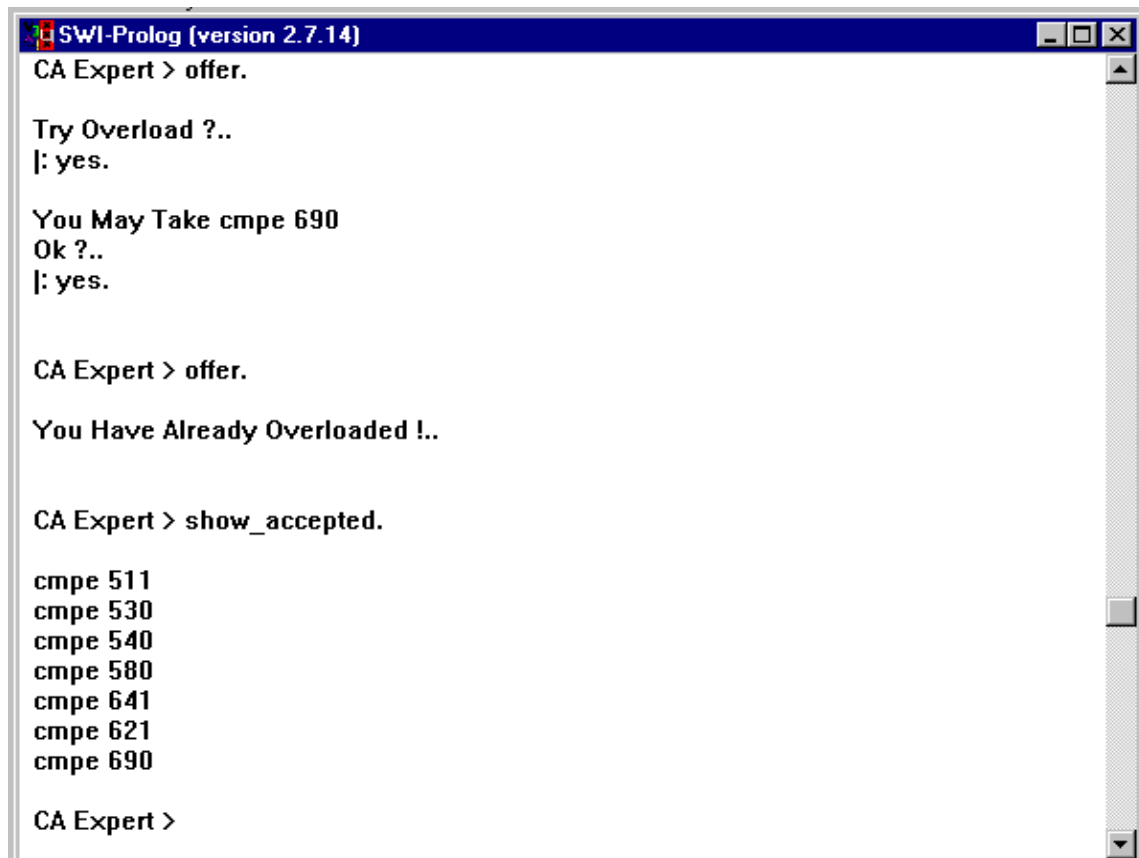 SWI-Prolog (version 2.7.14)
CA Expert > offer.
Try Overload ?..
|: yes.
You May Take cmpe 690
Ok ?..
|: yes.
CA Expert > offer.
You Have Already Overloaded !..
CA Expert > show_accepted.
cmpe 511
cmpe 530
cmpe 540
cmpe 580
cmpe 641
cmpe 621
cmpe 690
CA Expert >